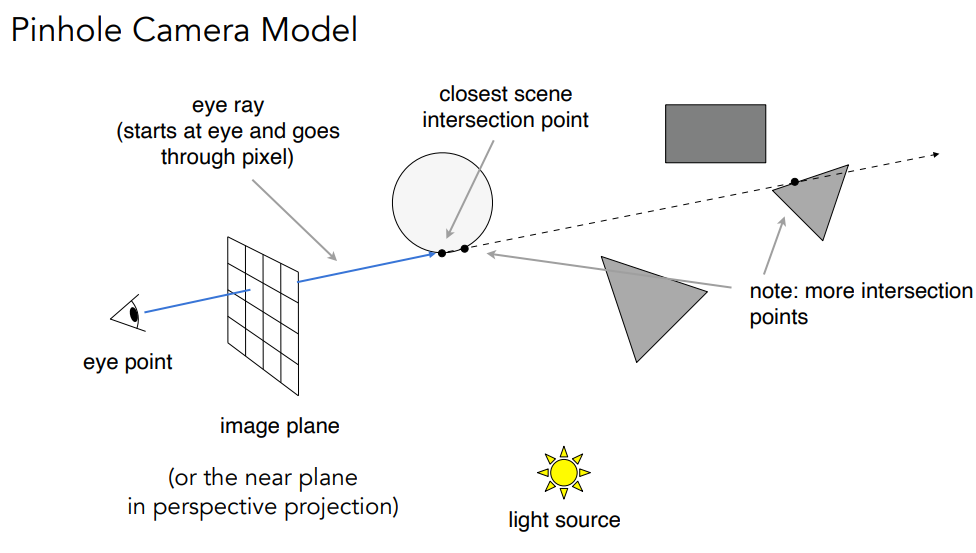 Pinhole Camera Model
eye ray
(starts at eye and goes
through pixel)
closest scene
intersection point
note: more intersection
points
eye point
image plane
(or the near plane
in perspective projection)
light source